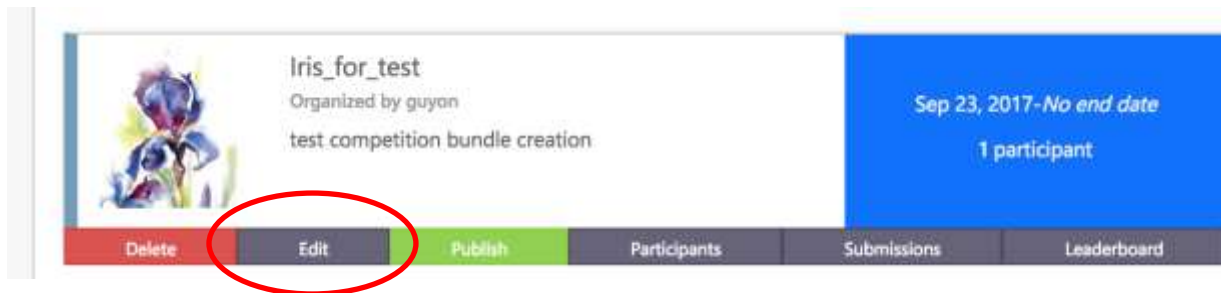 Iris_for_test
Organized by guyon
test competition bundle creation
Sep 23, 2017-No end date
1 participant
Delete
Edit
Publish
Participants
Submissions
Leaderboard